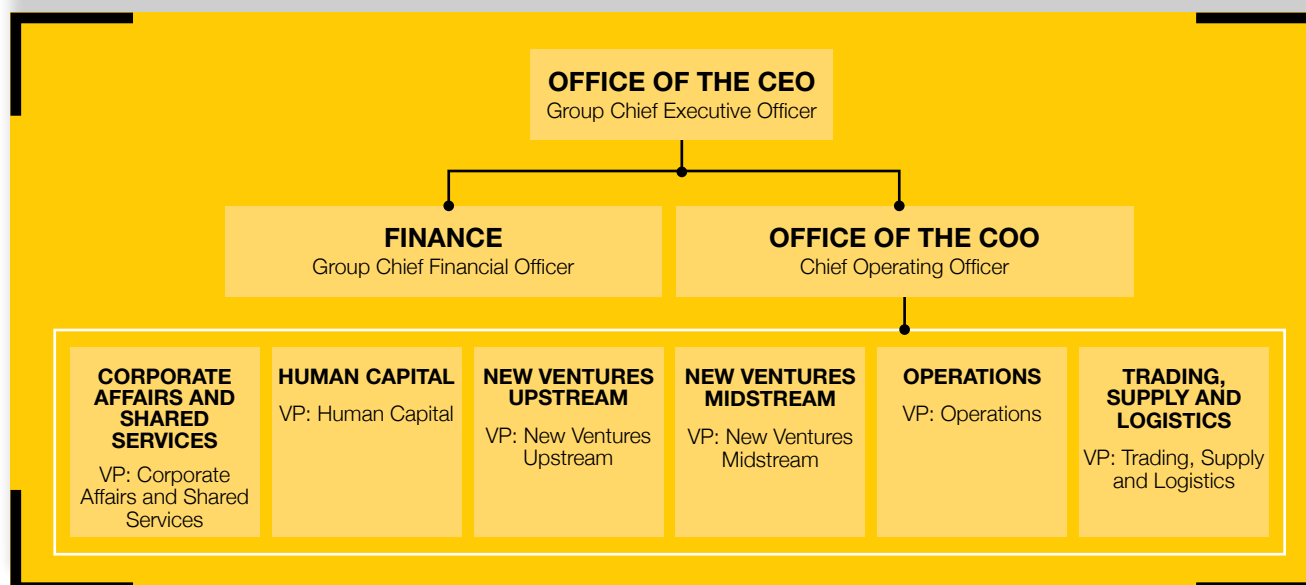 OFFICE OF THE CEO
Group Chief Executive Officer
FINANCE
Group Chief Financial Officer
OFFICE OF THE COO
Chief Operating Officer
CORPORATE
AFFAIRS AND
SHARED
SERVICES
VP: Corporate
Affairs and Shared
Services
HUMAN CAPITAL
VP: Human Capital
NEW VENTURES
UPSTREAM
VP: New Ventures
Upstream
NEW VENTURES
MIDSTREAM
VP: New Ventures
Midstream
OPERATIONS
VP: Operations
TRADING,
SUPPLY AND
LOGISTICS
VP: Trading, Supply
and Logistics